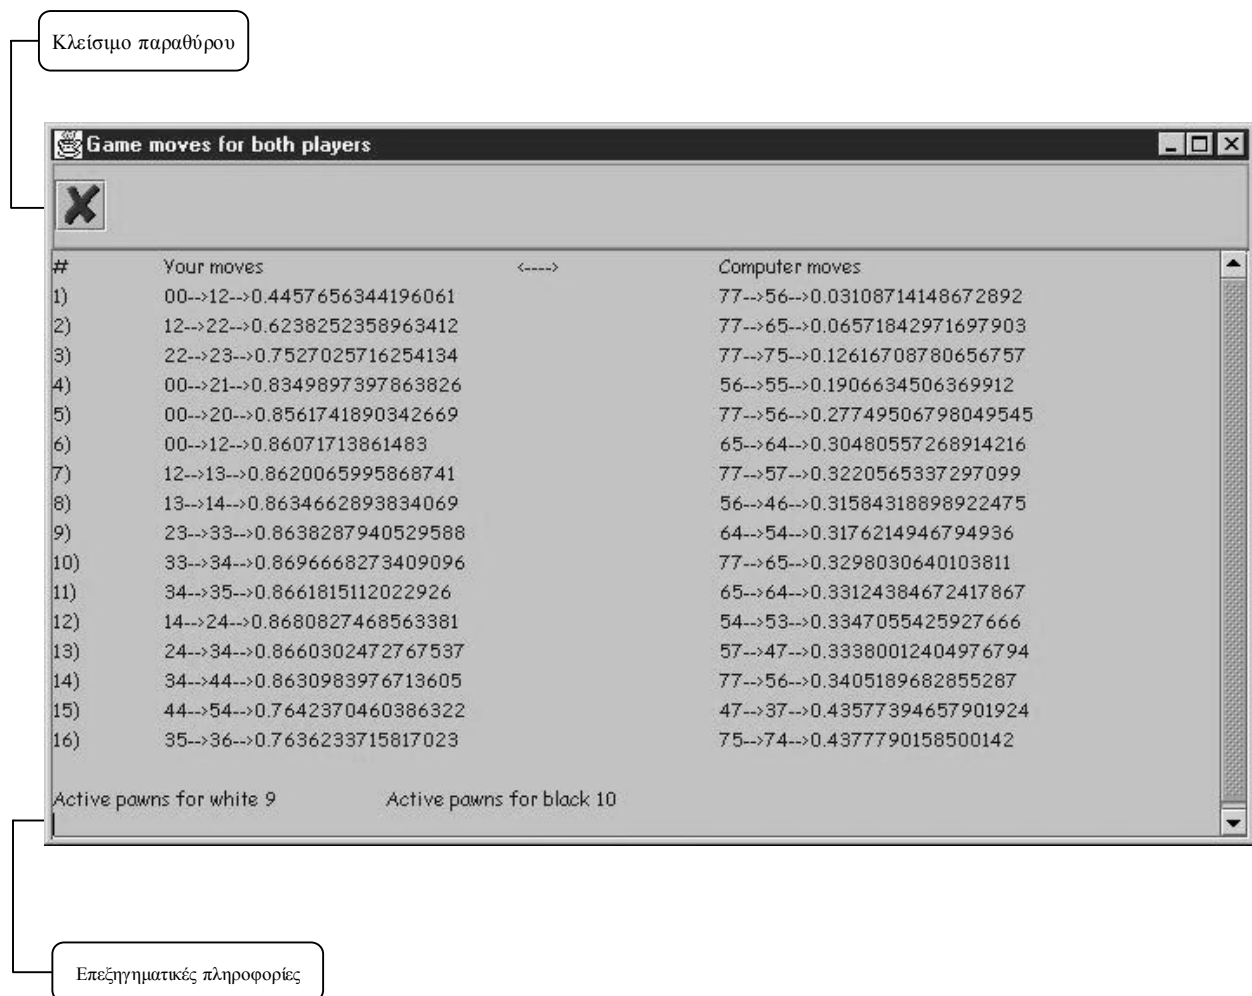 Κλείσιμο παραθύρου
Game moves for both players
# Your moves <----> Computer moves
1) 00-->12-->0.4457656344196061 77-->56-->0.03108714148672892
2) 12-->22-->0.6238252358963412 77-->65-->0.06571842971697903
3) 22-->23-->0.7527025716254134 77-->75-->0.12616708780656757
4) 00-->21-->0.8349897397863826 56-->55-->0.1906634506369912
5) 00-->20-->0.8561741890342669 77-->56-->0.27749506798049545
6) 00-->12-->0.86071713861483 65-->64-->0.30480557268914216
7) 12-->13-->0.8620065995868741 77-->57-->0.3220565337297099
8) 13-->14-->0.8634662893834069 56-->46-->0.31584318898922475
9) 23-->33-->0.8638287940529588 64-->54-->0.3176214946794936
10) 33-->34-->0.8696668273409096 77-->65-->0.3298030640103811
11) 34-->35-->0.8661815112022926 65-->64-->0.33124384672417867
12) 14-->24-->0.8680827468563381 54-->53-->0.3347055425927666
13) 24-->34-->0.8660302472767537 57-->47-->0.33380012404976794
14) 34-->44-->0.8630983976713605 77-->56-->0.3405189682855287
15) 44-->54-->0.7642370460386322 47-->37-->0.43577394657901924
16) 35-->36-->0.7636233715817023 75-->74-->0.4377790158500142
Active pawns for white 9 Active pawns for black 10
Επεξηγηματικές πληροφορίες